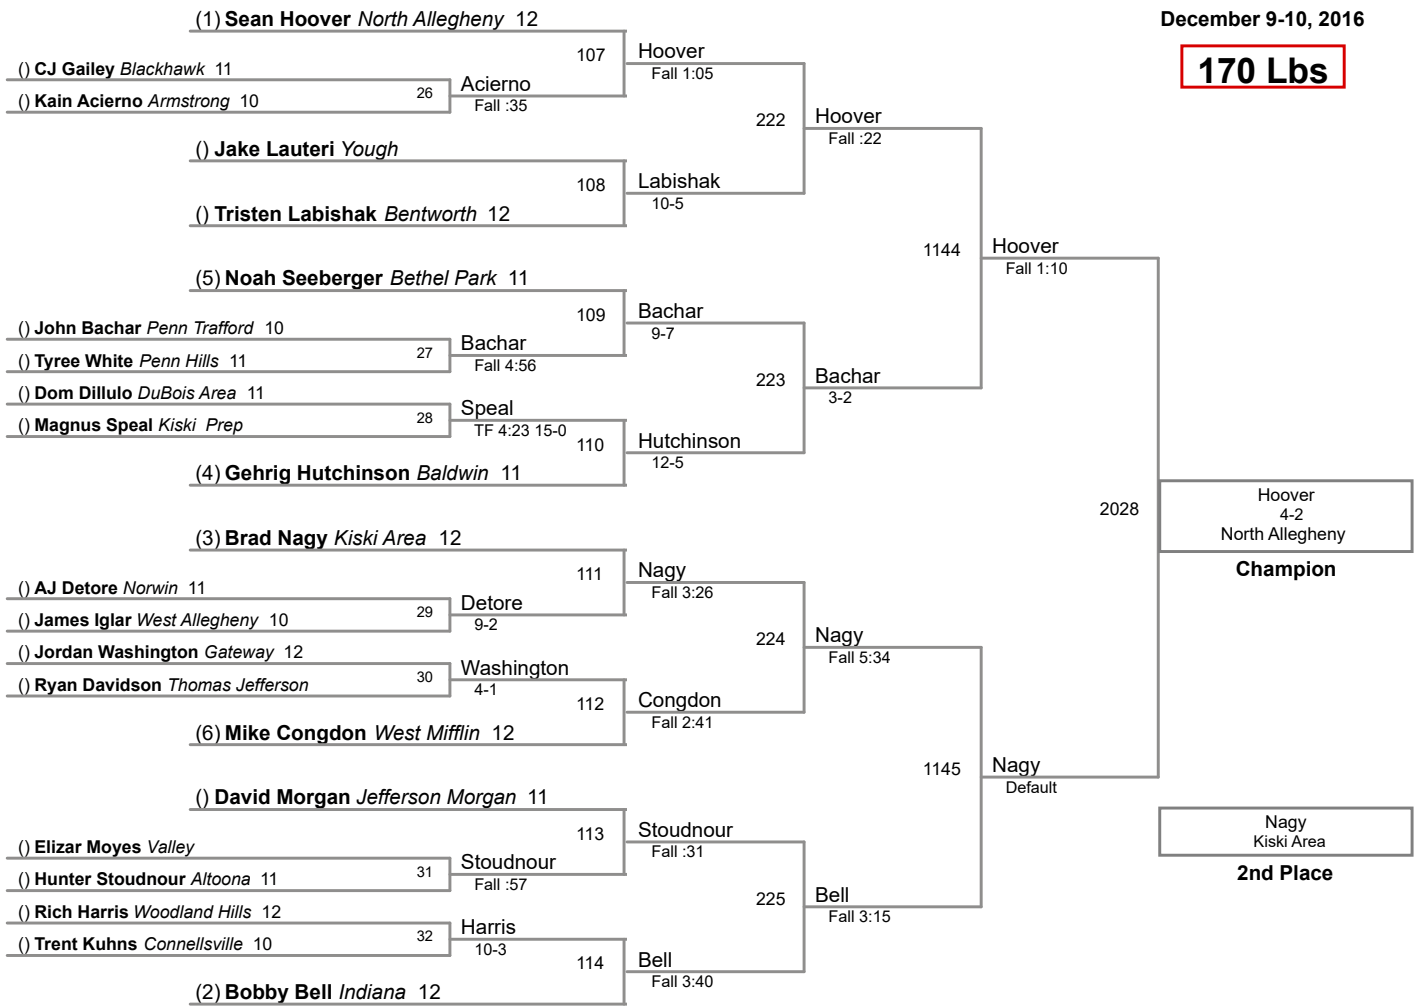 (1) Sean Hoover North Allegheny 12
December 9-10, 2016
107
Hoover
Fall 1:05
170 Lbs
() CJ Gailey Blackhawk 11
26
Acierno
Fall :35
() Kain Acierno Armstrong 10
222
Hoover
Fall :22
() Jake Lauteri Yough
108
Labishak
10-5
() Tristen Labishak Bentworth 12
1144
Hoover
Fall 1:10
(5) Noah Seeberger Bethel Park 11
109
Bachar
9-7
() John Bachar Penn Trafford 10
27
Bachar
Fall 4:56
() Tyree White Penn Hills 11
223
Bachar
3-2
() Dom Dillulo DuBois Area 11
28
Speal
TF 4:23 15-0
() Magnus Speal Kiski  Prep
110
Hutchinson
12-5
(4) Gehrig Hutchinson Baldwin 11
2028
Hoover
4-2
North Allegheny
Champion
(3) Brad Nagy Kiski Area 12
111
Nagy
Fall 3:26
() AJ Detore Norwin 11
29
Detore
9-2
() James Iglar West Allegheny 10
224
Nagy
Fall 5:34
() Jordan Washington Gateway 12
30
Washington
4-1
() Ryan Davidson Thomas Jefferson
112
Congdon
Fall 2:41
(6) Mike Congdon West Mifflin 12
1145
Nagy
Default
() David Morgan Jefferson Morgan 11
113
Stoudnour
Fall :31
Nagy
Kiski Area
2nd Place
() Elizar Moyes Valley
31
Stoudnour
Fall :57
() Hunter Stoudnour Altoona 11
225
Bell
Fall 3:15
() Rich Harris Woodland Hills 12
32
Harris
10-3
() Trent Kuhns Connellsville 10
114
Bell
Fall 3:40
(2) Bobby Bell Indiana 12